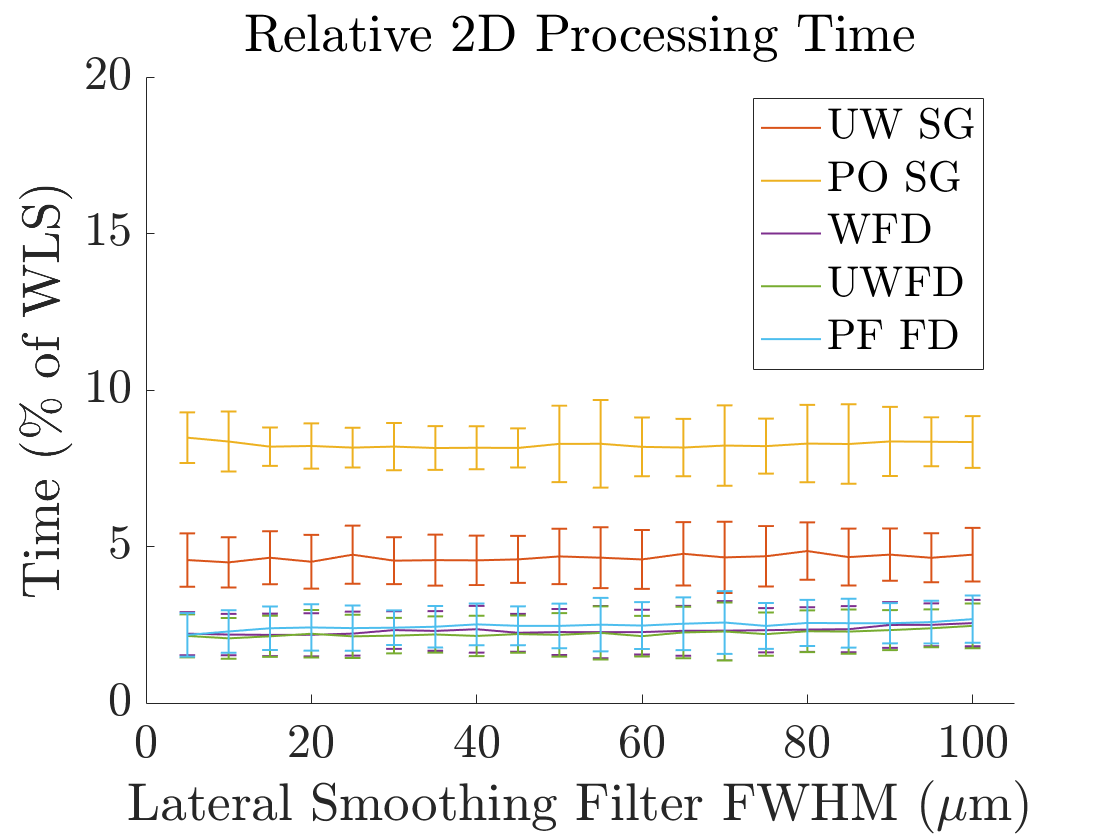 Relative 2D Processing Time
20
15
10
5
0
Time (% of WLS)
UW SG
PO SG
WFD
UWFD
PF FD
0 20 40 60 80 100
Lateral Smoothing Filter FWHM (μm)